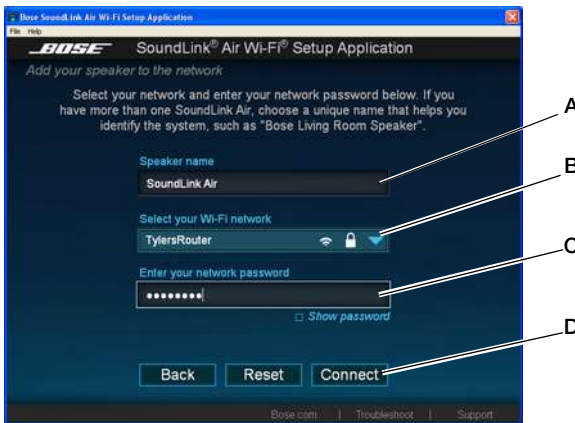 Bose SoundLink Air Wi-Fi Setup Application
File Help
BOSE SoundLink® Air Wi-Fi® Setup Application
Add your speaker to the network
Select your network and enter your network password below. If you
have more than one SoundLink Air, choose a unique name that helps you
identify the system, such as "Bose Living Room Speaker".
A
Speaker name
SoundLink Air
B
Select your Wi-Fi network
TylersRouter
C
Enter your network password
••••••••
Show password
D
Back Reset Connect
Bose.com | Troubleshoot | Support